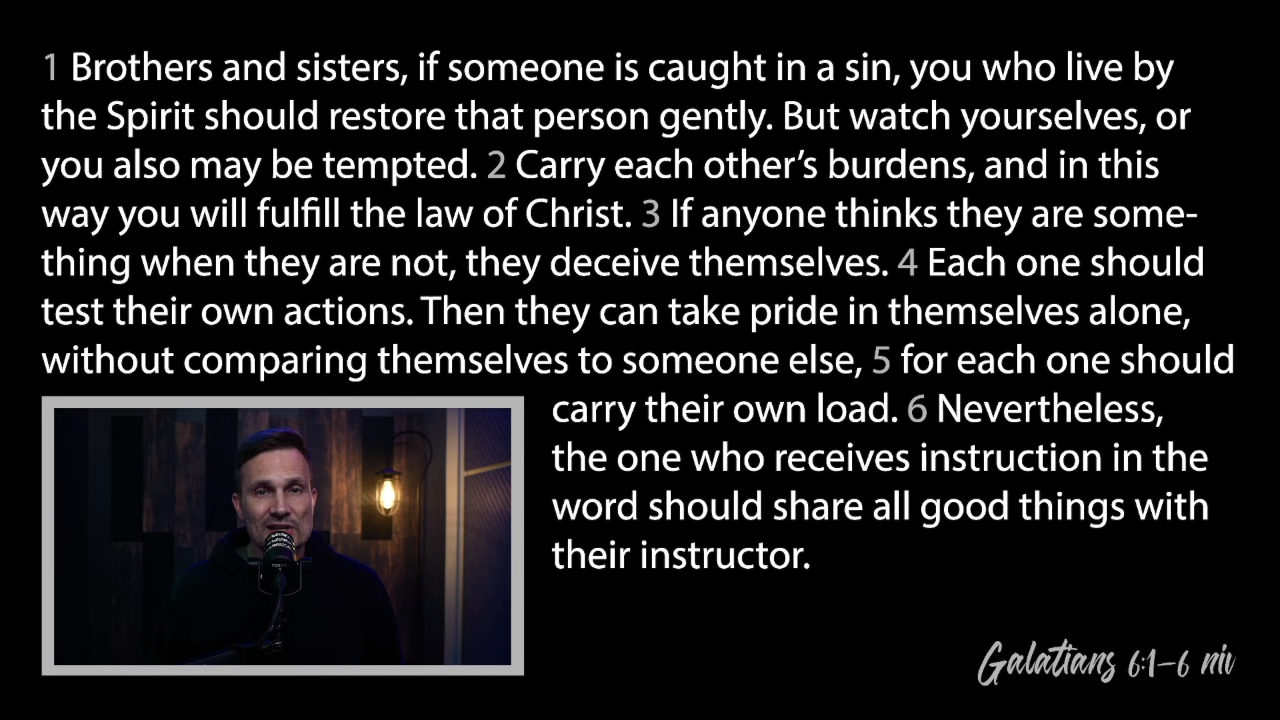 1 Brothers and sisters, if someone is caught in a sin, you who live by
the Spirit should restore that person gently. But watch yourselves, or
you also may be tempted. 2 Carry each other’s burdens, and in this
way you will fulfill the law of Christ. 3 If anyone thinks they are some-
thing when they are not, they deceive themselves. 4 Each one should
test their own actions. Then they can take pride in themselves alone,
without comparing themselves to someone else, 5 for each one should
carry their own load. 6 Nevertheless,
the one who receives instruction in the
word should share all good things with
their instructor.
Galatians 6:1–6 niv